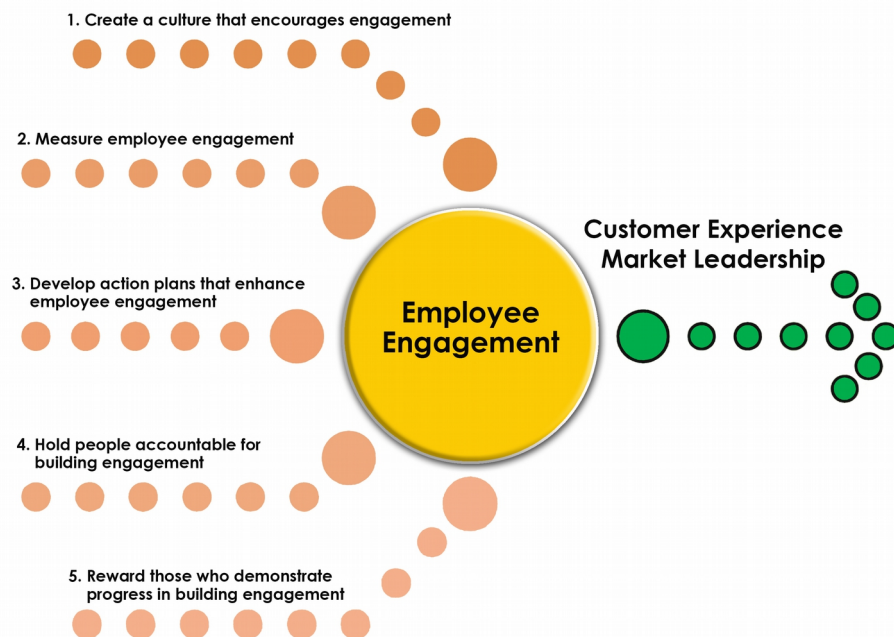 1. Create a culture that encourages engagement
2. Measure employee engagement
3. Develop action plans that enhance
employee engagement
4. Hold people accountable for
building engagement
5. Reward those who demonstrate
progress in building engagement
Employee
Engagement
Customer Experience
Market Leadership